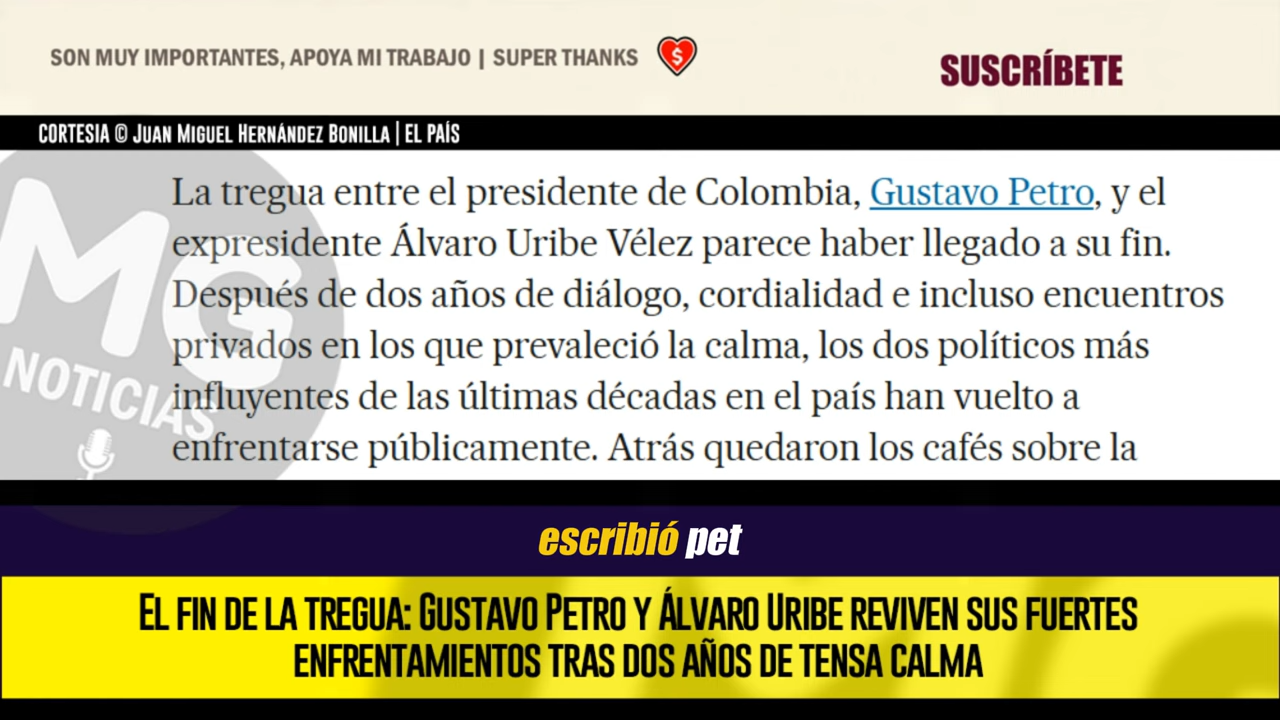 SON MUY IMPORTANTES, APOYA MI TRABAJO | SUPER THANKS $
SUSCRÍBETE
CORTESIA © JUAN MIGUEL HERNÁNDEZ BONILLA | EL PAÍS
La tregua entre el presidente de Colombia, Gustavo Petro, y el
expresidente Álvaro Uribe Vélez parece haber llegado a su fin.
Después de dos años de diálogo, cordialidad e incluso encuentros
privados en los que prevaleció la calma, los dos políticos más
influyentes de las últimas décadas en el país han vuelto a
enfrentarse públicamente. Atrás quedaron los cafés sobre la
MG
NOTICIAS
escribió pet
EL FIN DE LA TREGUA: GUSTAVO PETRO Y ÁLVARO URIBE REVIVEN SUS FUERTES
ENFRENTAMIENTOS TRAS DOS AÑOS DE TENSA CALMA